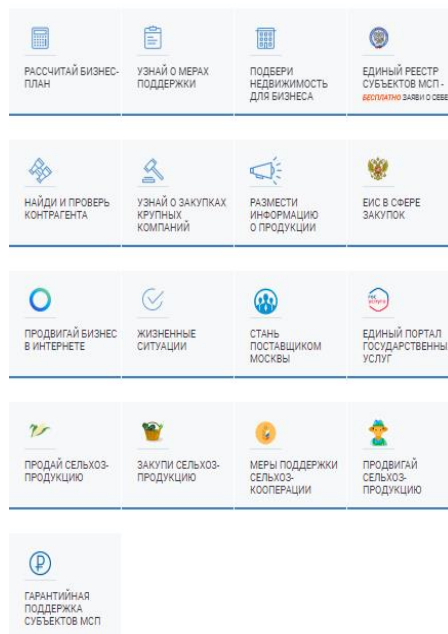 РАССЧИТАЙ БИЗНЕС-
ПЛАН
УЗНАЙ О МЕРАХ
ПОДДЕРЖКИ
ПОДБЕРИ
НЕДВИЖИМОСТЬ
ДЛЯ БИЗНЕСА
ЕДИНЫЙ РЕЕСТР
СУБЪЕКТОВ МСП -
БЕСПЛАТНО ЗАЯВИ О СЕБЕ
НАЙДИ И ПРОВЕРЬ
КОНТРАГЕНТА
УЗНАЙ О ЗАКУПКАХ
КРУПНЫХ
КОМПАНИЙ
РАЗМЕСТИ
ИНФОРМАЦИЮ
О ПРОДУКЦИИ
ЕИС В СФЕРЕ
ЗАКУПОК
ПРОДВИГАЙ БИЗНЕС
В ИНТЕРНЕТЕ
ЖИЗНЕННЫЕ
СИТУАЦИИ
СТАНЬ
ПОСТАВЩИКОМ
МОСКВЫ
гос
услуги
ЕДИНЫЙ ПОРТАЛ
ГОСУДАРСТВЕННЫ
УСЛУГ
ПРОДАЙ СЕЛЬХОЗ-
ПРОДУКЦИЮ
ЗАКУПИ СЕЛЬХОЗ-
ПРОДУКЦИЮ
МЕРЫ ПОДДЕРЖКИ
СЕЛЬХОЗ-
КООПЕРАЦИИ
ПРОДВИГАЙ
СЕЛЬХОЗ-
ПРОДУКЦИЮ
ГАРАНТИЙНАЯ
ПОДДЕРЖКА
СУБЪЕКТОВ МСП